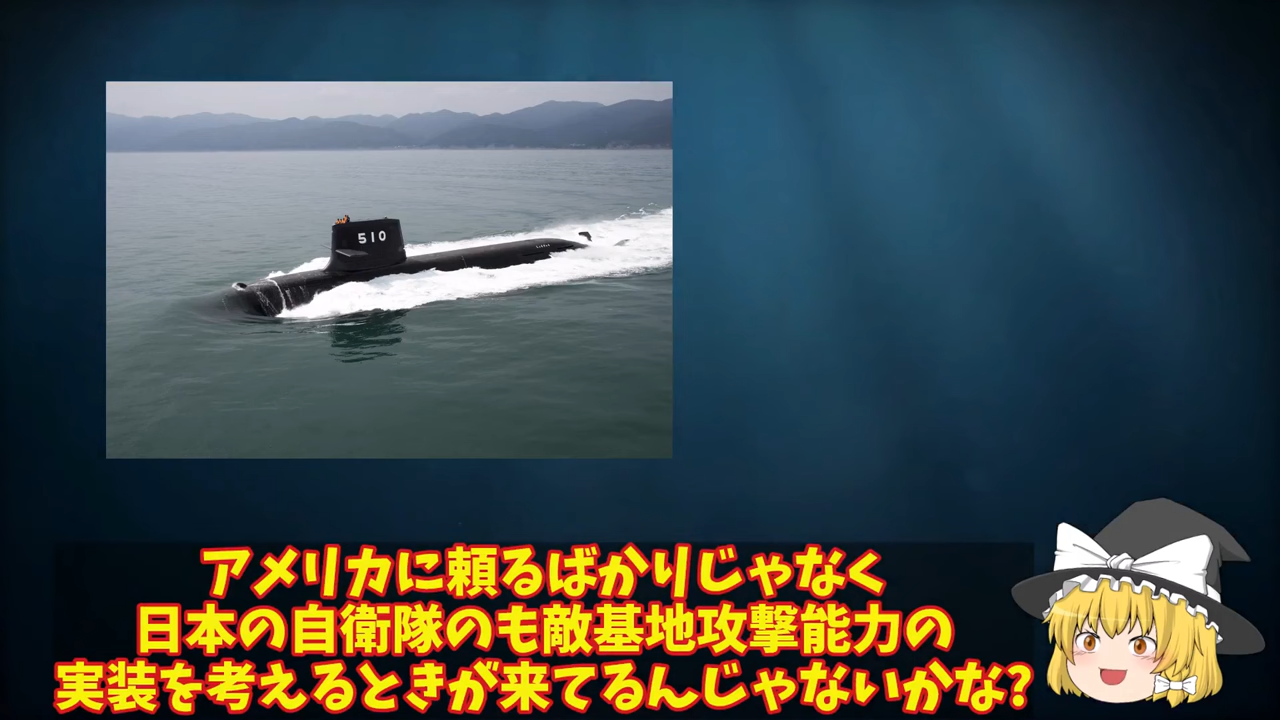 510
アメリカに頼るばかりじゃなく
日本の自衛隊のも敵基地攻撃能力の
実装を考えるときが来てるんじゃないかな?